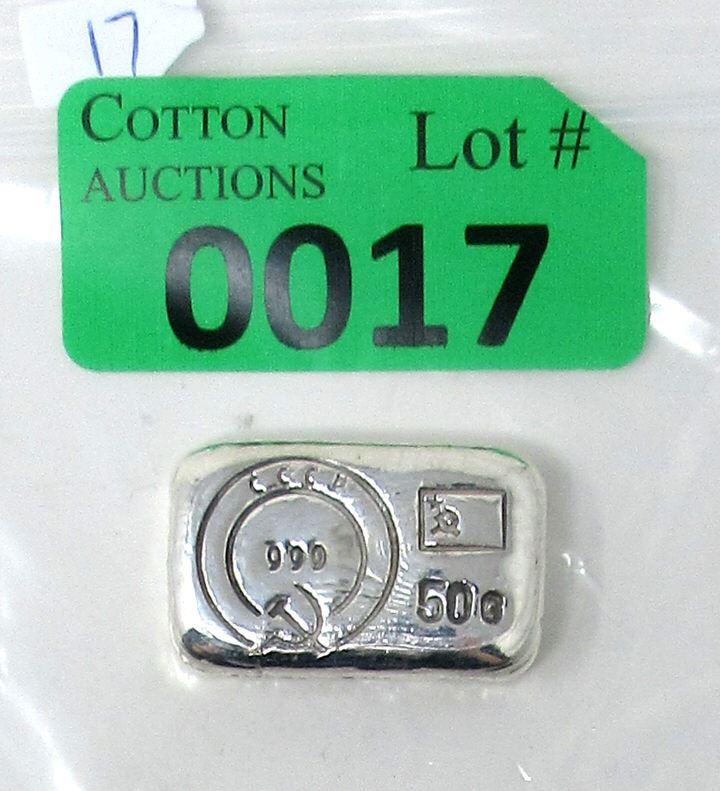 17
COTTON
AUCTIONS
Lot #
0017
СССР
999
50G